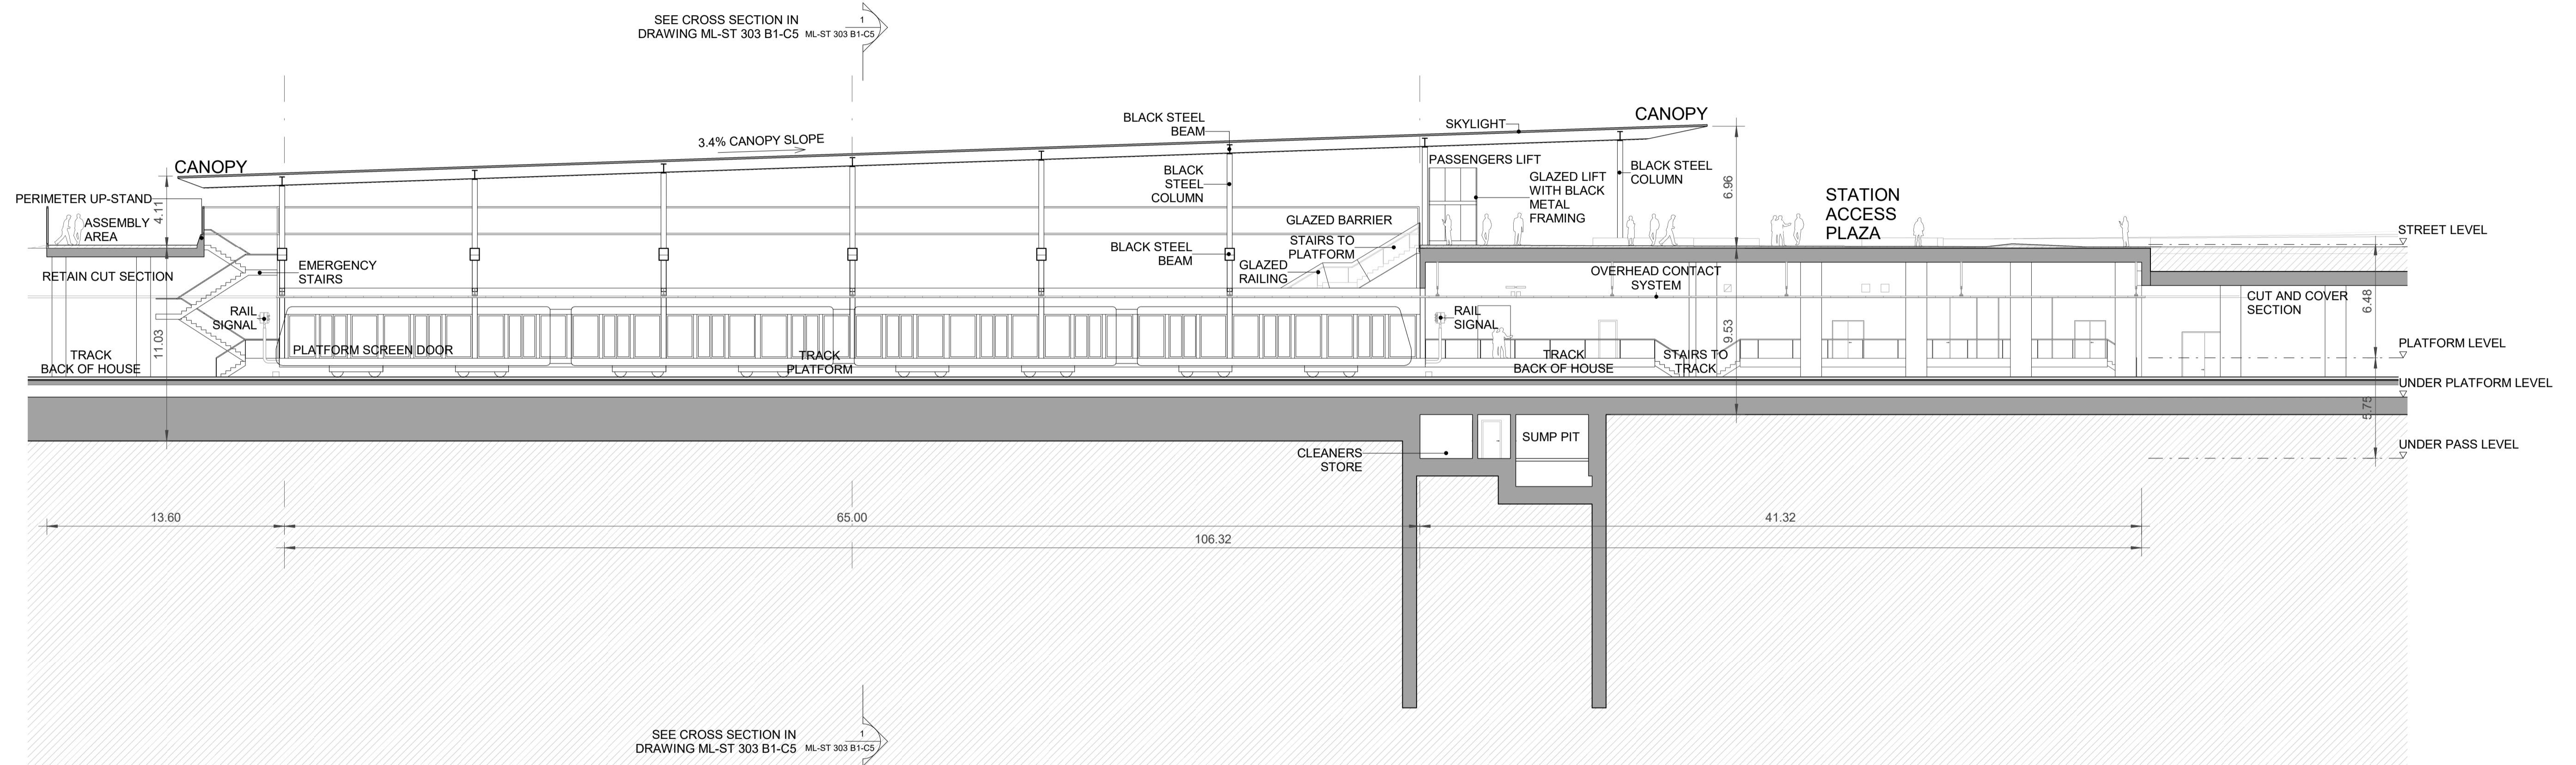 SEE CROSS SECTION IN
DRAWING ML-ST 303 B1-C5
1
ML-ST 303 B1-C5
CANOPY
3.4% CANOPY SLOPE
BLACK STEEL
BEAM
SKYLIGHT
CANOPY
PERIMETER UP-STAND
4.11
ASSEMBLY
AREA
BLACK
STEEL
COLUMN
PASSENGERS LIFT
GLAZED LIFT
WITH BLACK
METAL
FRAMING
BLACK STEEL
COLUMN
6.96
STATION
ACCESS
PLAZA
GLAZED BARRIER
STAIRS TO
PLATFORM
BLACK STEEL
BEAM
GLAZED
RAILING
STREET LEVEL
RETAIN CUT SECTION
EMERGENCY
STAIRS
OVERHEAD CONTACT
SYSTEM
CUT AND COVER
SECTION
6.48
RAIL
SIGNAL
RAIL
SIGNAL
11.03
9.53
TRACK
BACK OF HOUSE
PLATFORM SCREEN DOOR
TRACK
PLATFORM
TRACK
BACK OF HOUSE
STAIRS TO
TRACK
PLATFORM LEVEL
UNDER PLATFORM LEVEL
5.75
CLEANERS
STORE
SUMP PIT
UNDER PASS LEVEL
13.60
65.00
41.32
106.32
SEE CROSS SECTION IN
DRAWING ML-ST 303 B1-C5
1
ML-ST 303 B1-C5